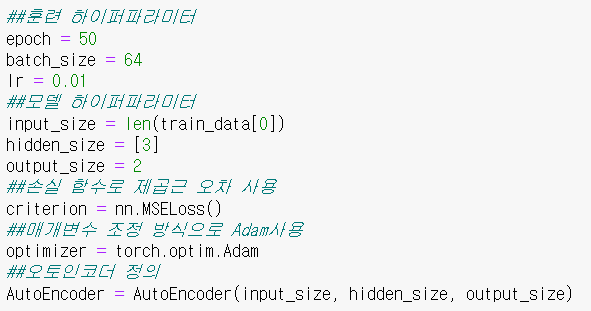 ##훈련 하이퍼파라미터
epoch = 50
batch_size = 64
lr = 0.01
##모델 하이퍼파라미터
input_size = len(train_data[0])
hidden_size = [3]
output_size = 2
##손실 함수로 제곱근 오차 사용
criterion = nn.MSELoss()
##매개변수 조정 방식으로 Adam사용
optimizer = torch.optim.Adam
##오토인코더 정의
AutoEncoder = AutoEncoder(input_size, hidden_size, output_size)